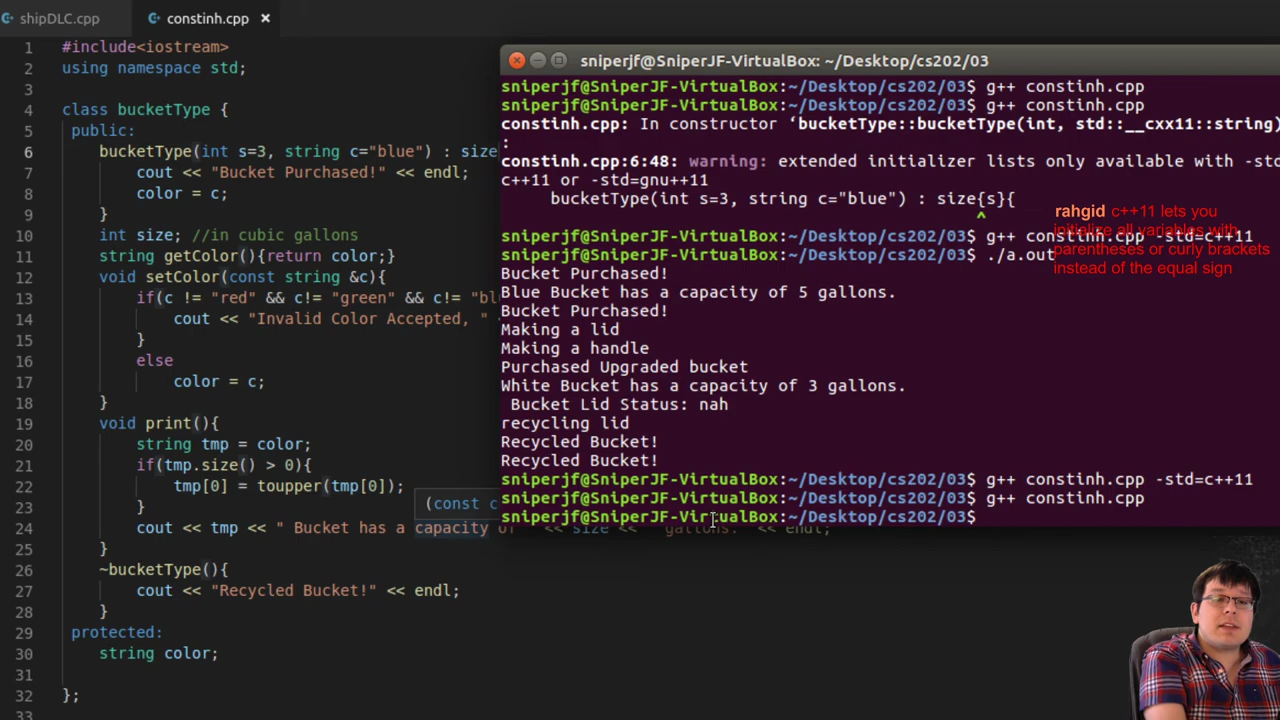 shipDLC.cpp
constinh.cpp ×
1 #include<iostream>
2 using namespace std;
3
4 class bucketType {
5 public:
6 bucketType(int s=3, string c="blue") : size
7 cout << "Bucket Purchased!" << endl;
8 color = c;
9 }
10 int size; //in cubic gallons
11 string getColor(){return color;}
12 void setColor(const string &c){
13 if(c != "red" && c!= "green" && c!= "bl
14 cout << "Invalid Color Accepted, "
15 }
16 else
17 color = c;
18 }
19 void print(){
20 string tmp = color;
21 if(tmp.size() > 0){
22 tmp[0] = toupper(tmp[0]);
23 }
(const c
24 cout << tmp << " Bucket has a capacity of " << size << " gallons." << endl;
25 }
26 ~bucketType(){
27 cout << "Recycled Bucket!" << endl;
28 }
29 protected:
30 string color;
31
32 };
33
sniperjf@SniperJF-VirtualBox: ~/Desktop/cs202/03
sniperjf@SniperJF-VirtualBox:~/Desktop/cs202/03$ g++ constinh.cpp
sniperjf@SniperJF-VirtualBox:~/Desktop/cs202/03$ g++ constinh.cpp
constinh.cpp: In constructor ‘bucketType::bucketType(int, std::__cxx11::string)
:
constinh.cpp:6:48: warning: extended initializer lists only available with -std
c++11 or -std=gnu++11
bucketType(int s=3, string c="blue") : size{s}{
^
sniperjf@SniperJF-VirtualBox:~/Desktop/cs202/03$ g++ constinh.cpp -std=c++11
sniperjf@SniperJF-VirtualBox:~/Desktop/cs202/03$ ./a.out
Bucket Purchased!
Blue Bucket has a capacity of 5 gallons.
Bucket Purchased!
Making a lid
Making a handle
Purchased Upgraded bucket
White Bucket has a capacity of 3 gallons.
Bucket Lid Status: nah
recycling lid
Recycled Bucket!
Recycled Bucket!
sniperjf@SniperJF-VirtualBox:~/Desktop/cs202/03$ g++ constinh.cpp -std=c++11
sniperjf@SniperJF-VirtualBox:~/Desktop/cs202/03$ g++ constinh.cpp
sniperjf@SniperJF-VirtualBox:~/Desktop/cs202/03$
rahgid c++11 lets you
initialize all variables with
parentheses or curly brackets
instead of the equal sign